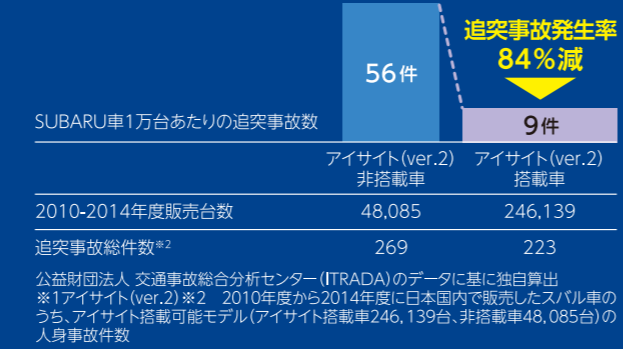 追突事故発生率
84%減
56件
SUBARU車1万台あたりの追突事故数
9件
アイサイト(ver.2) アイサイト(ver.2)
非搭載車 搭載車
2010-2014年度販売台数 48,085 246,139
追突事故総件数※2 269 223
公益財団法人 交通事故総合分析センター(ITRADA)のデータに基に独自算出
※1アイサイト(ver.2)※2 2010年度から2014年度に日本国内で販売したスバル車の
うち、アイサイト搭載可能モデル(アイサイト搭載車246,139台、非搭載車48,085台)の
人身事故件数